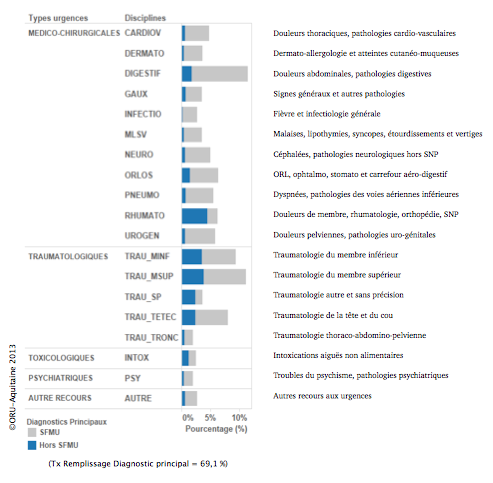 Types urgences Disciplines
MEDICO-CHIRURGICALES CARDIOV Douleurs thoraciques, pathologies cardio-vasculaires
DERMATO Dermato-allergologie et atteintes cutanéo-muqueuses
DIGESTIF Douleurs abdominales, pathologies digestives
GAUX Signes généraux et autres pathologies
INFECTIO Fièvre et infectiologie générale
MLSV Malaises, lipothymies, syncopes, étourdissements et vertiges
NEURO Céphalées, pathologies neurologiques hors SNP
ORLOS ORL, ophtalmo, stomato et carrefour aéro-digestif
PNEUMO Dyspnées, pathologies des voies aériennes inférieures
RHUMATO Douleurs de membre, rhumatologie, orthopédie, SNP
UROGEN Douleurs pelviennes, pathologies uro-génitales
TRAUMATOLOGIQUES TRAU_MINF Traumatologie du membre inférieur
TRAU_MSUP Traumatologie du membre supérieur
TRAU_SP Traumatologie autre et sans précision
TRAU_TETEC Traumatologie de la tête et du cou
TRAU_TRONC Traumatologie thoraco-abdomino-pelvienne
TOXICOLOGIQUES INTOX Intoxications aiguës non alimentaires
PSYCHIATRIQUES PSY Troubles du psychisme, pathologies psychiatriques
AUTRE RECOURS AUTRE Autres recours aux urgences
0% 5% 10%
Pourcentage (%)
Diagnostics Principaux
SFMU
Hors SFMU
(Tx Remplissage Diagnostic principal = 69,1 %)
©ORU-Aquitaine 2013